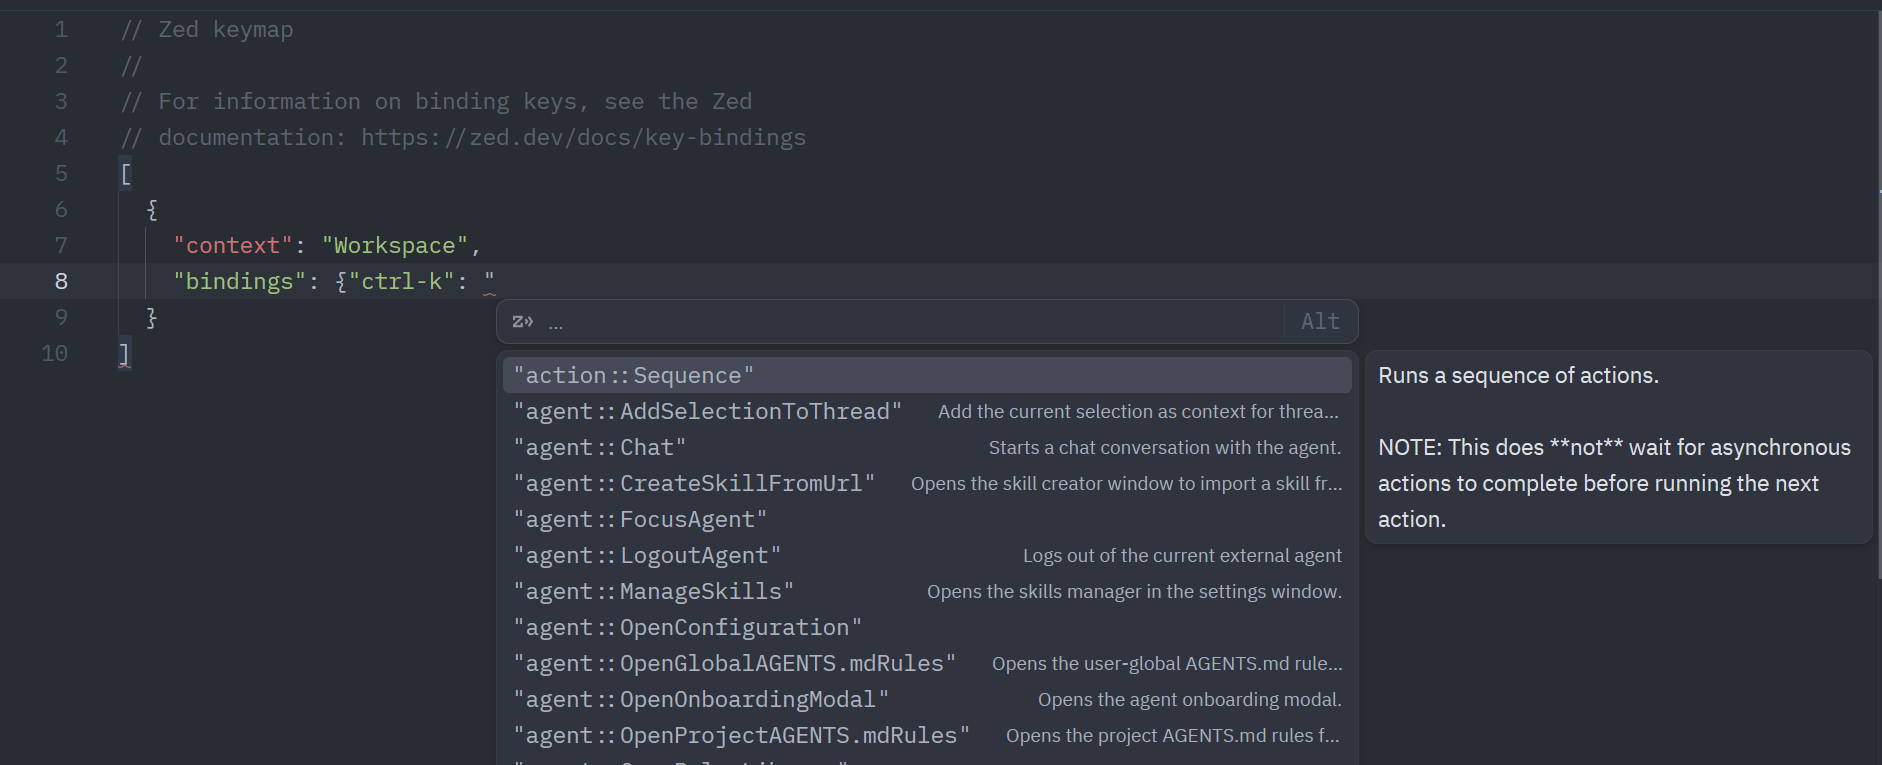 1 // Zed keymap
2 //
3 // For information on binding keys, see the Zed
4 // documentation: https://zed.dev/docs/key-bindings
5 [
6 {
7 "context": "Workspace",
8 "bindings": {"ctrl-k": "
9 }
10 ]
... Alt
"action::Sequence"
"agent::AddSelectionToThread" Add the current selection as context for threa...
"agent::Chat" Starts a chat conversation with the agent.
"agent::CreateSkillFromUrl" Opens the skill creator window to import a skill fr...
"agent::FocusAgent"
"agent::LogoutAgent" Logs out of the current external agent
"agent::ManageSkills" Opens the skills manager in the settings window.
"agent::OpenConfiguration"
"agent::OpenGlobalAGENTS.mdRules" Opens the user-global AGENTS.md rule...
"agent::OpenOnboardingModal" Opens the agent onboarding modal.
"agent::OpenProjectAGENTS.mdRules" Opens the project AGENTS.md rules f...
Runs a sequence of actions.
NOTE: This does **not** wait for asynchronous
actions to complete before running the next
action.